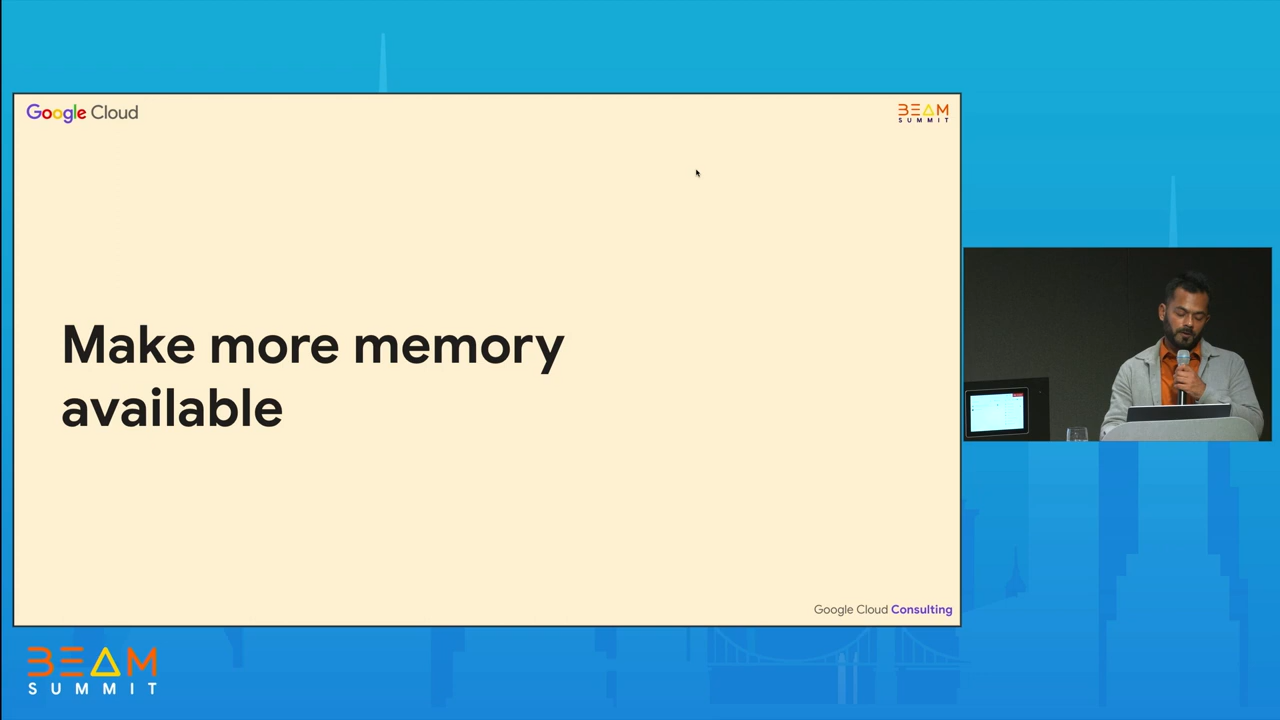 Google Cloud
BEAM
SUMMIT
Make more memory
available
Google Cloud Consulting
BEAM
SUMMIT